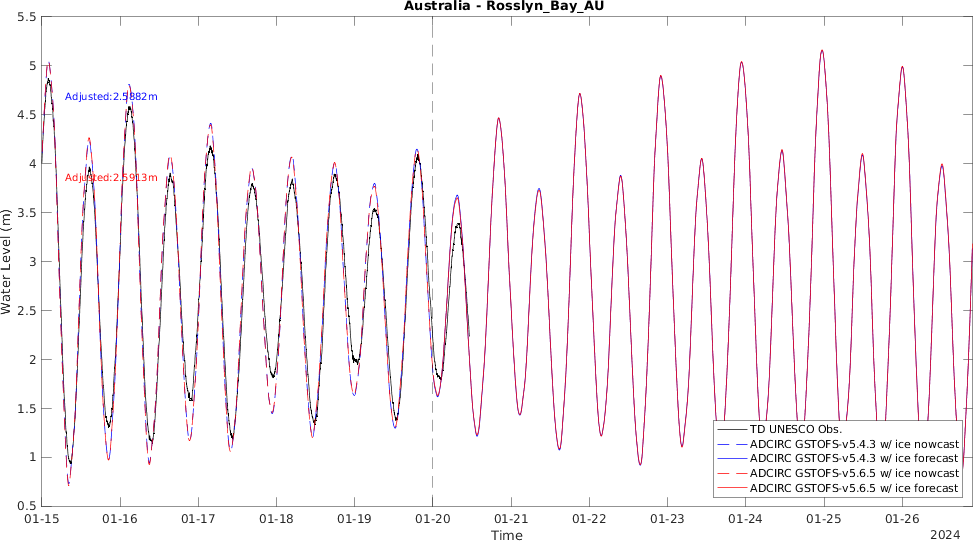 Australia - Rosslyn_Bay_AU
5.5
5
4.5
4
3.5
3
2.5
2
1.5
1
0.5
Water Level (m)
Adjusted:2.5882m
Adjusted:2.5913m
TD UNESCO Obs.
ADCIRC GSTOFS-v5.4.3 w/ ice nowcast
ADCIRC GSTOFS-v5.4.3 w/ ice forecast
ADCIRC GSTOFS-v5.6.5 w/ ice nowcast
ADCIRC GSTOFS-v5.6.5 w/ ice forecast
01-15 01-16 01-17 01-18 01-19 01-20 01-21 01-22 01-23 01-24 01-25 01-26
Time
2024